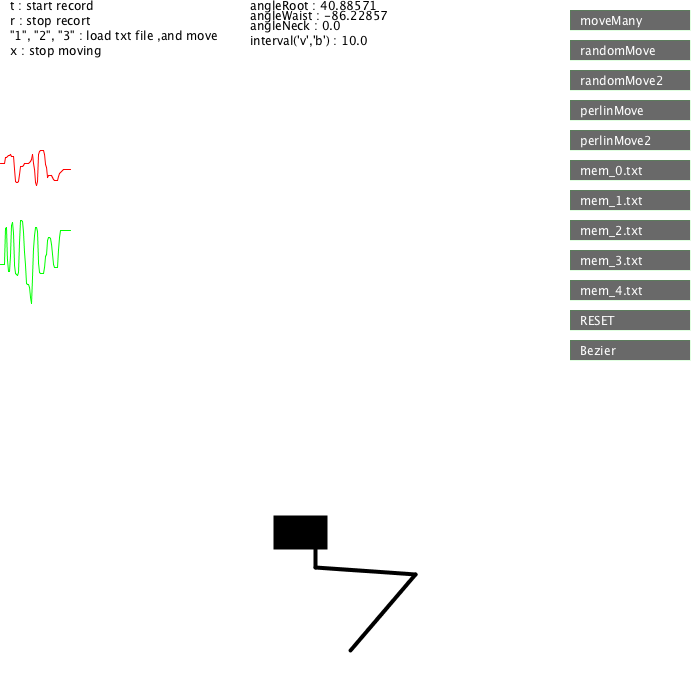 t : start record
r : stop recort
"1", "2", "3" : load txt file ,and move
x : stop moving
angleRoot : 40.88571
angleWaist : -86.22857
angleNeck : 0.0
interval('v','b') : 10.0
moveMany
randomMove
randomMove2
perlinMove
perlinMove2
mem_0.txt
mem_1.txt
mem_2.txt
mem_3.txt
mem_4.txt
RESET
Bezier